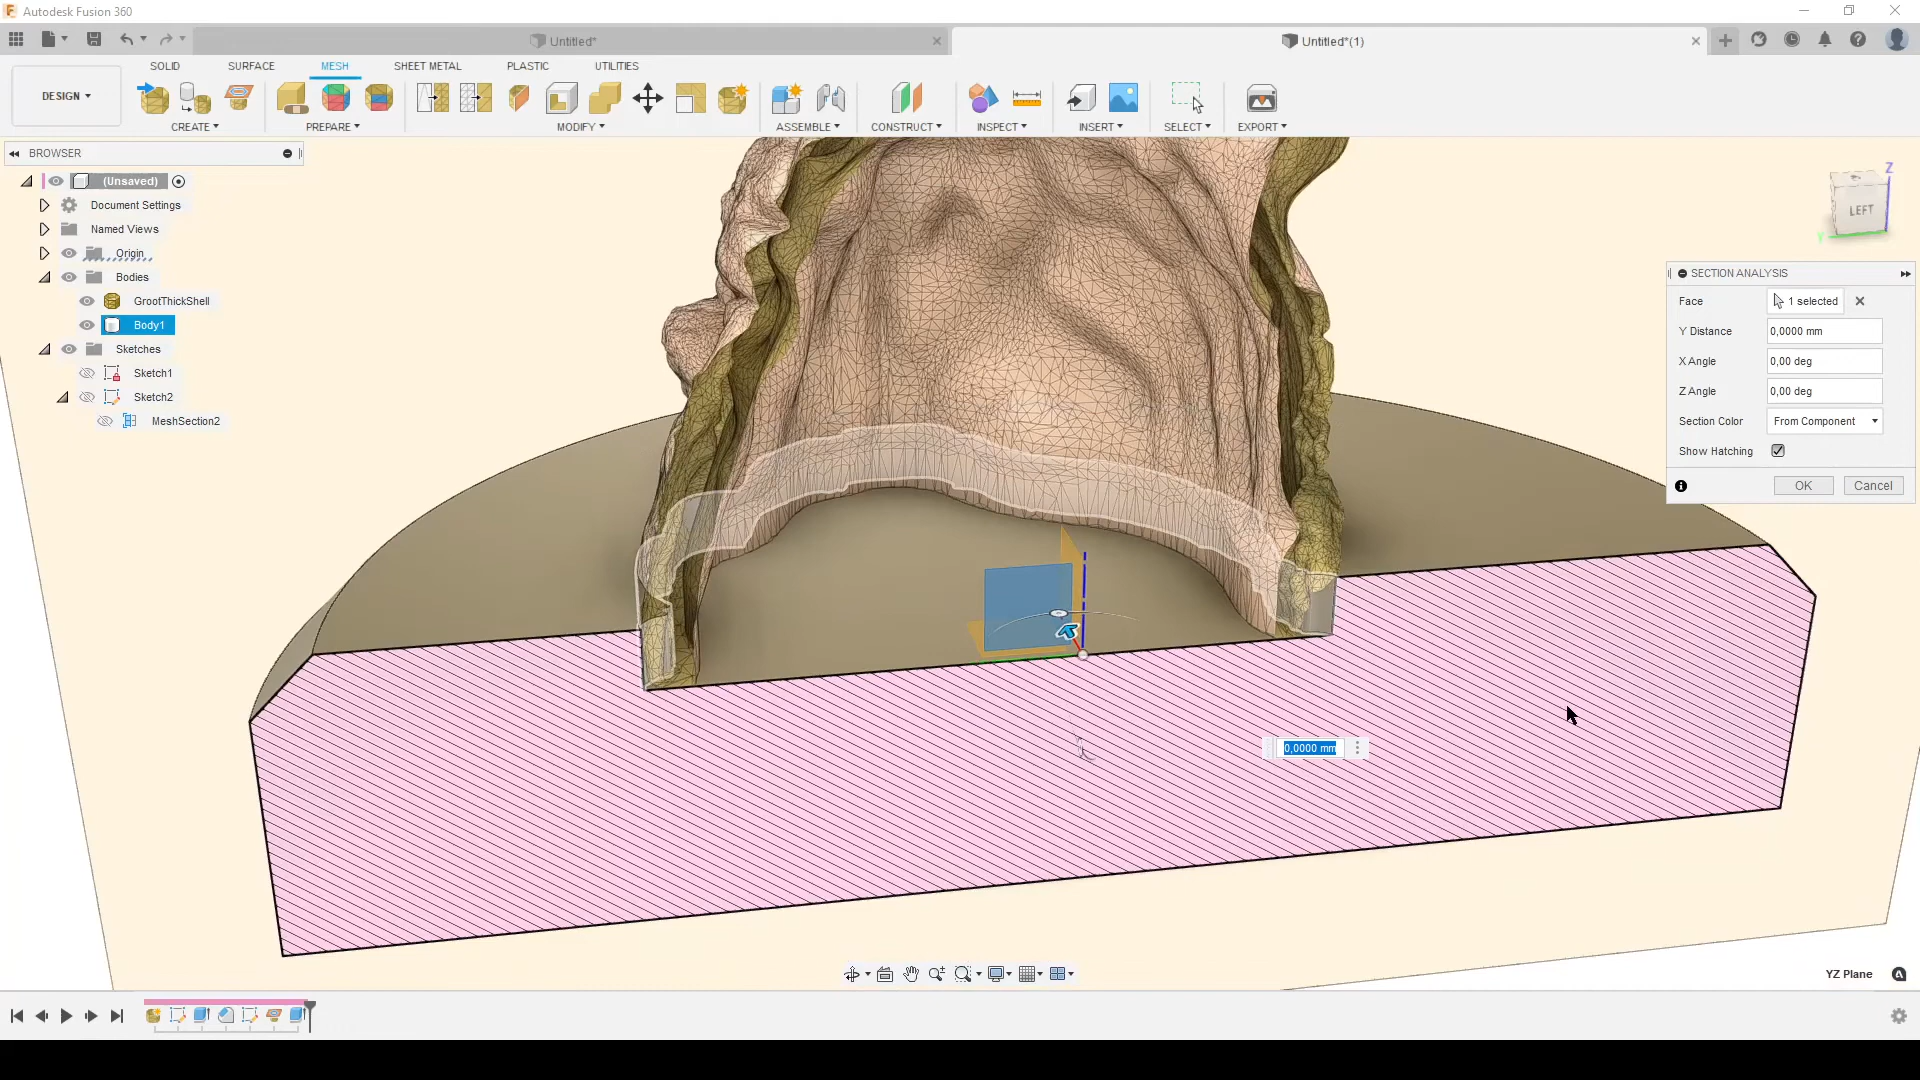 Autodesk Fusion 360
Untitled*
Untitled*(1)
SOLID
SURFACE
MESH
SHEET METAL
PLASTIC
UTILITIES
DESIGN
CREATE
PREPARE
MODIFY
ASSEMBLE
CONSTRUCT
INSPECT
INSERT
SELECT
EXPORT
BROWSER
(Unsaved)
Document Settings
Named Views
Origin
Bodies
GrootThickShell
Body1
Sketches
Sketch1
Sketch2
MeshSection2
Z
LEFT
Y
SECTION ANALYSIS
Face
1 selected
Y Distance
0,0000 mm
X Angle
0,00 deg
Z Angle
0,00 deg
Section Color
From Component
Show Hatching
OK
Cancel
0,0000 mm
YZ Plane